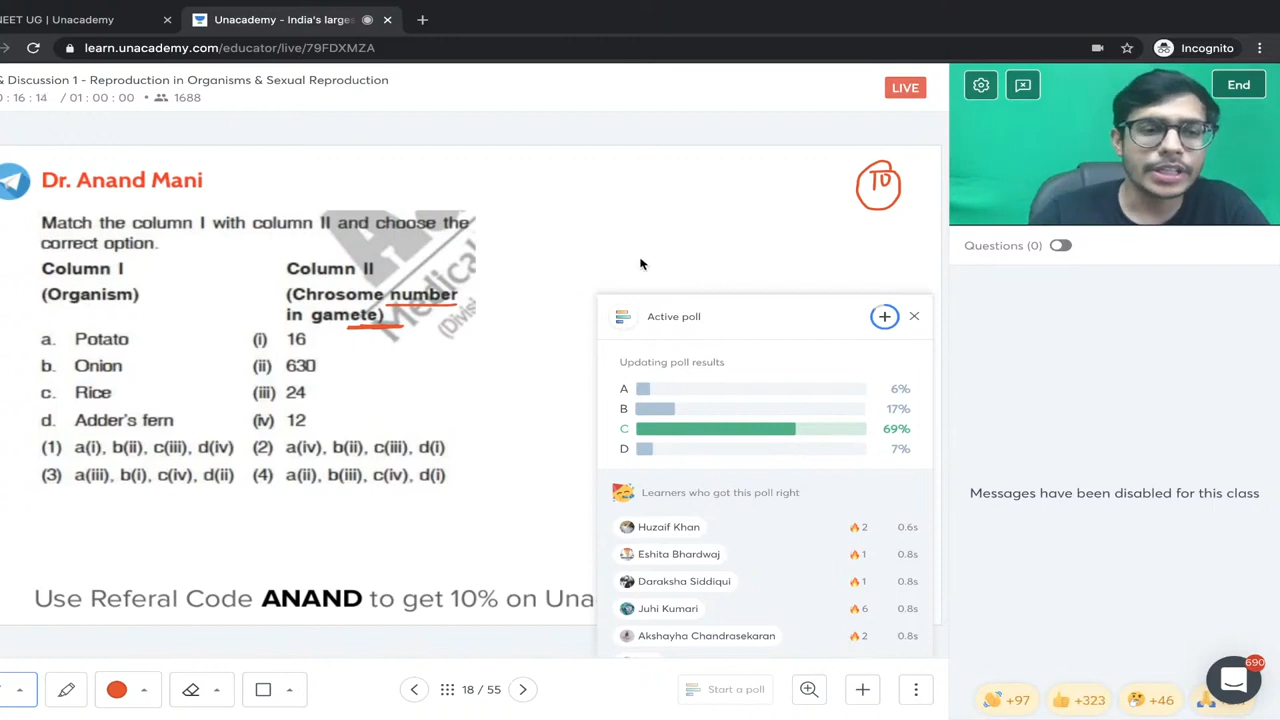 NEET UG | Unacademy
Unacademy - India's larges
learn.unacademy.com/educator/live/79FDXMZA
Incognito
& Discussion 1 - Reproduction in Organisms & Sexual Reproduction
: 16 : 14 / 01 : 00 : 00 • 1688
LIVE
End
Dr. Anand Mani
Match the column I with column II and choose the
correct option.
Column I Column II
(Organism) (Chrosome number
in gamete)
a. Potato (i) 16
b. Onion (ii) 630
c. Rice (iii) 24
d. Adder's fern (iv) 12
(1) a(i), b(ii), c(iii), d(iv) (2) a(iv), b(ii), c(iii), d(i)
(3) a(iii), b(i), c(iv), d(ii) (4) a(ii), b(iii), c(iv), d(i)
Medical
(Divis
Use Referal Code ANAND to get 10% on Una
Active poll
Updating poll results
A 6%
B 17%
C 69%
D 7%
Learners who got this poll right
Huzaif Khan 2 0.6s
Eshita Bhardwaj 1 0.8s
Daraksha Siddiqui 1 0.8s
Juhi Kumari 6 0.8s
Akshayha Chandrasekaran 2 0.8s
Questions (0)
Messages have been disabled for this class
18 / 55
Start a poll
690
+97
+323
+46